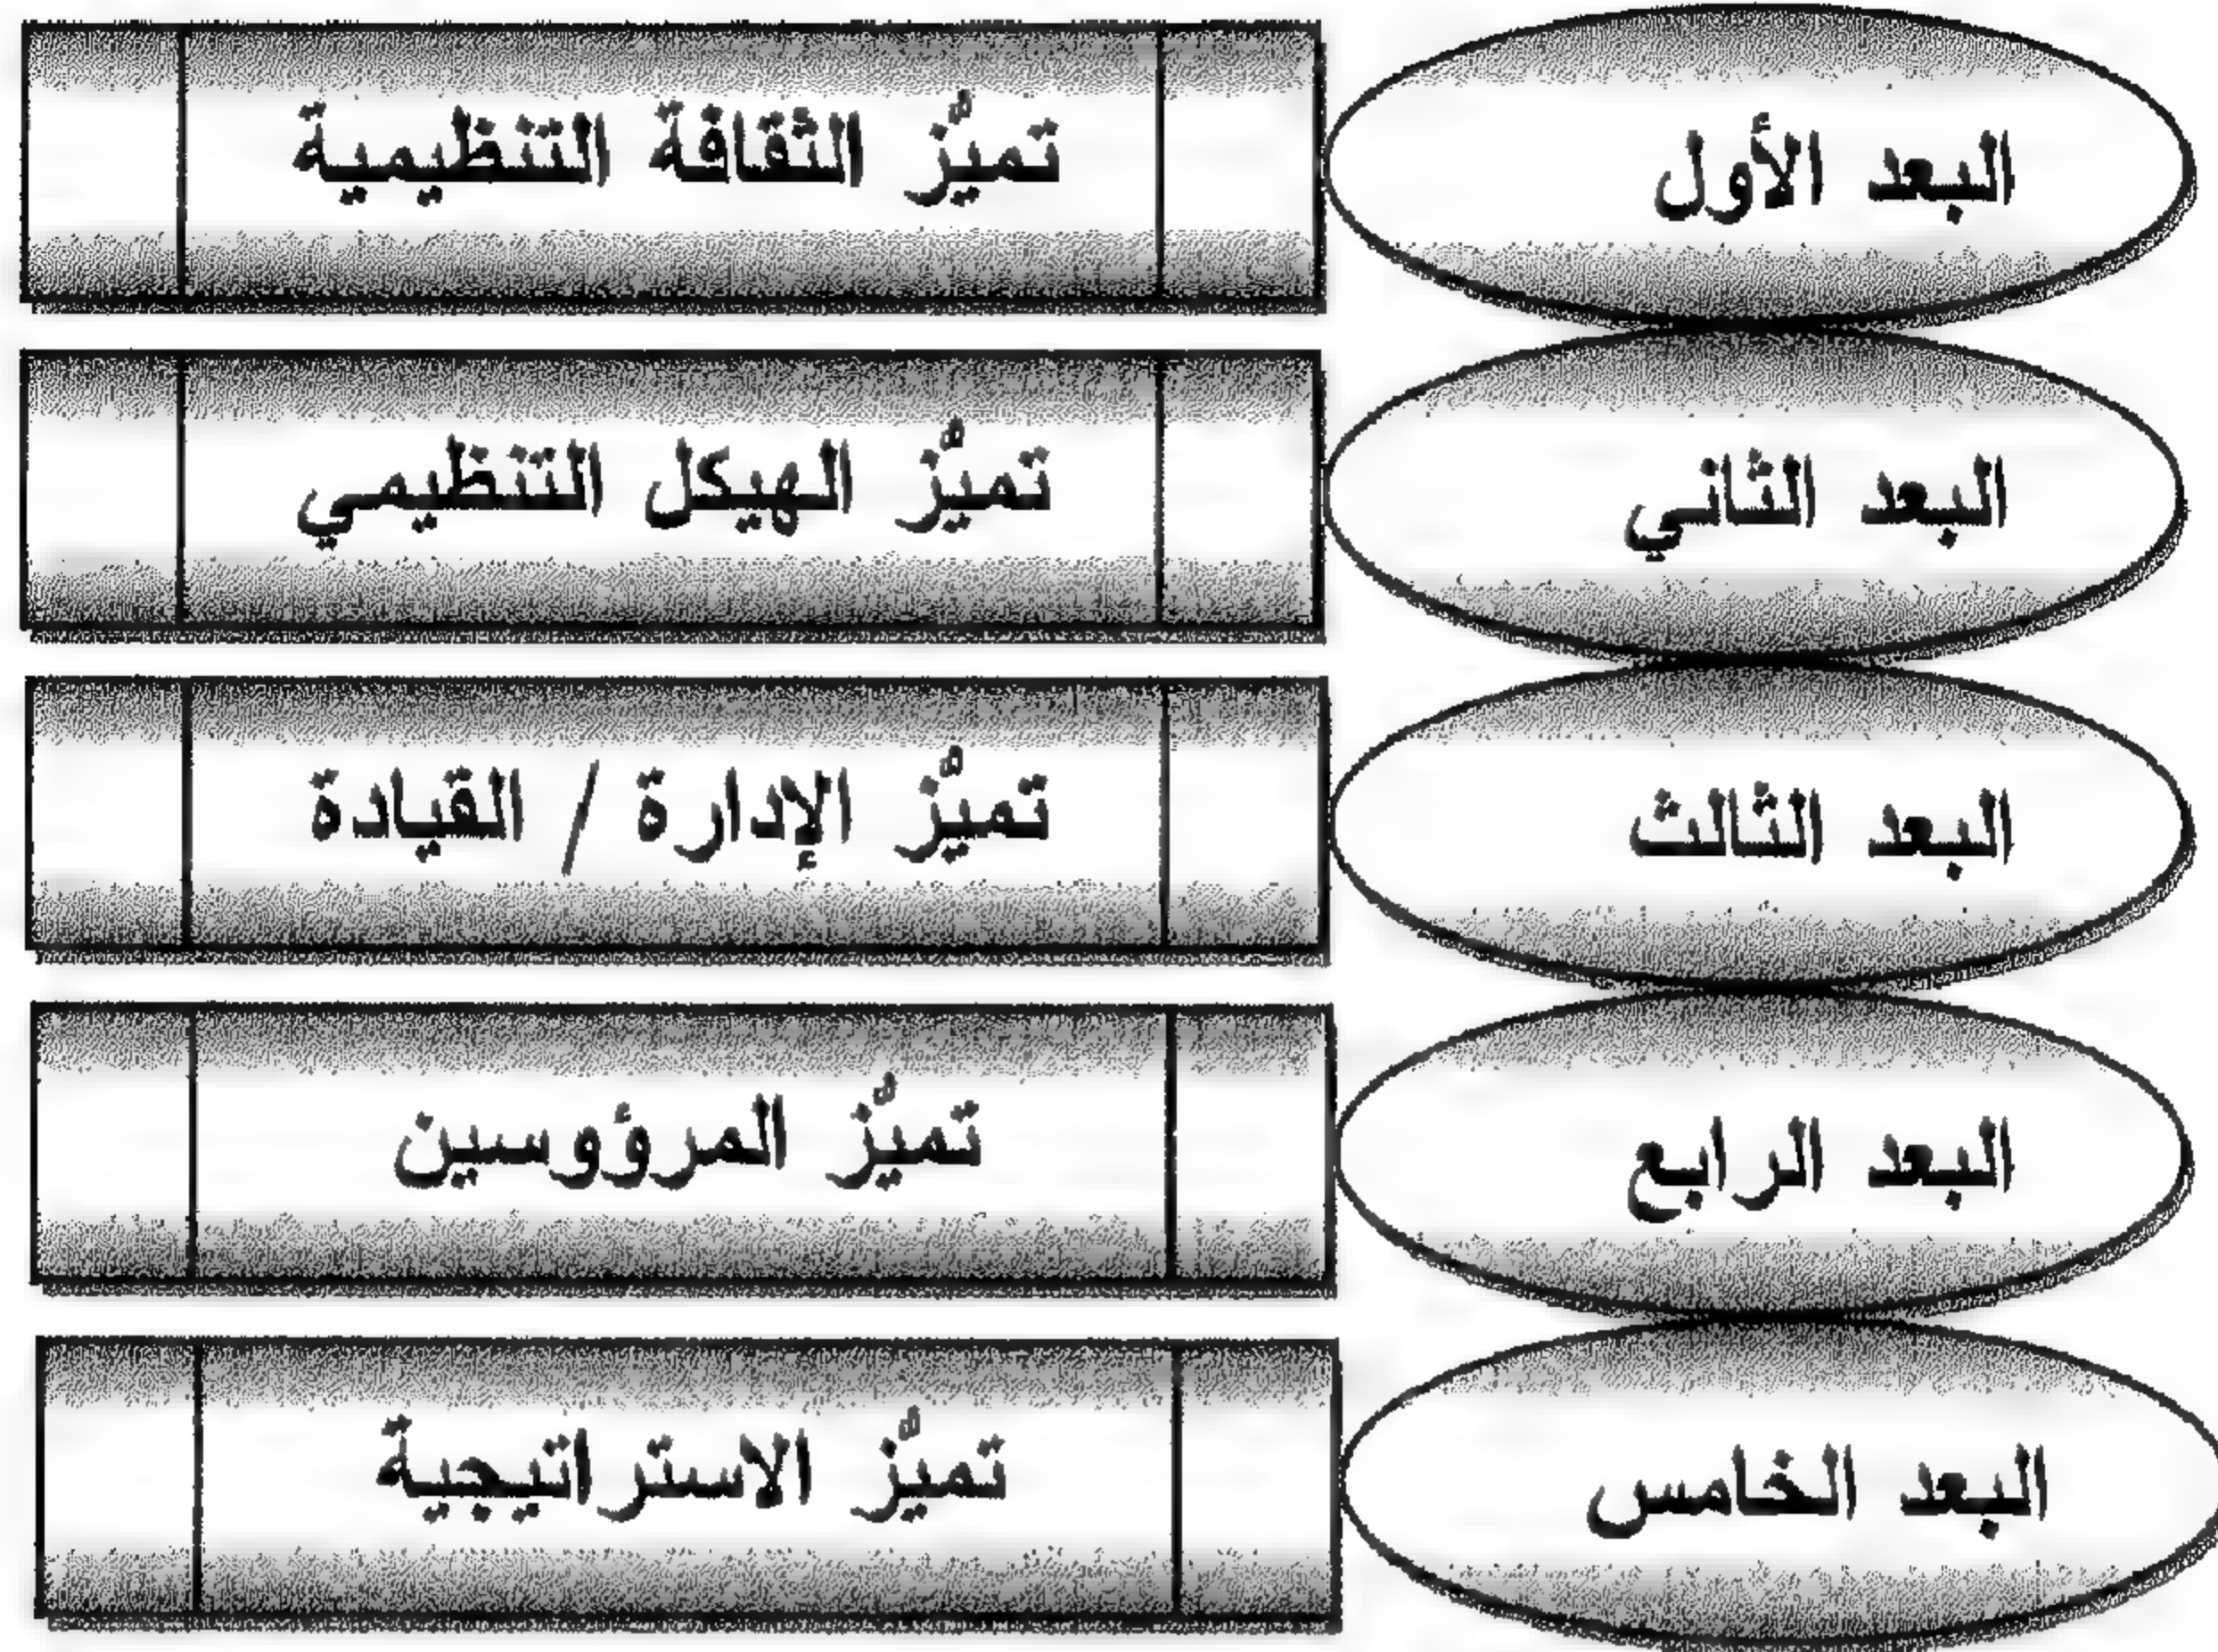 البعد الأول
تميُّز الثقافة التنظيمية
البعد الثاني
تميُّز الهيكل التنظيمي
البعد الثالث
تميُّز الإدارة / القيادة
البعد الرابع
تميُّز المرؤوسين
البعد الخامس
تميُّز الاستراتيجية